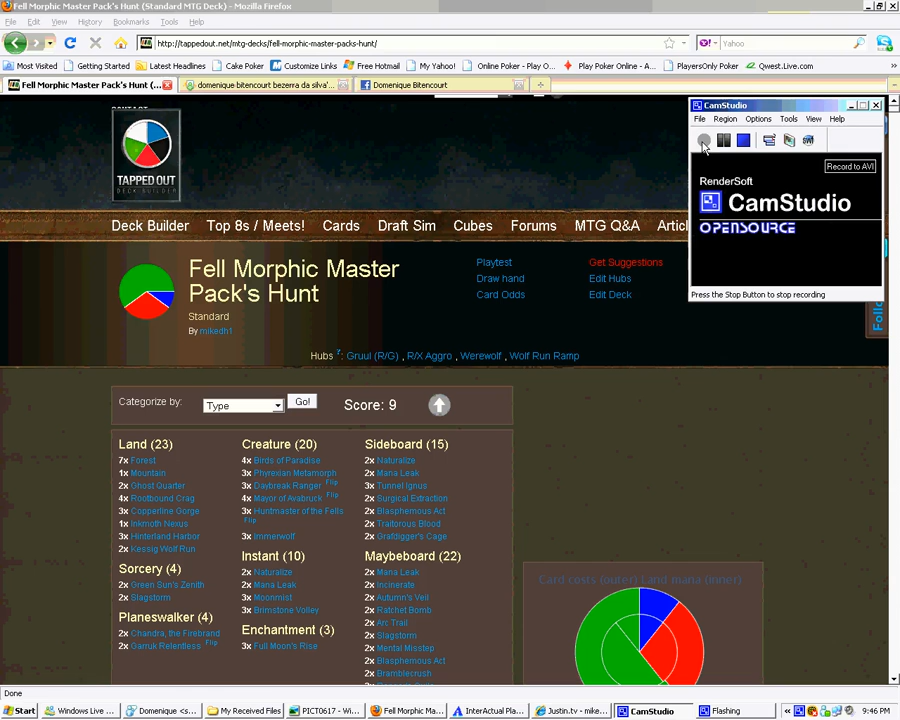 Fell Morphic Master Pack's Hunt (Standard MTG Deck) - Mozilla Firefox
File Edit View History Bookmarks Tools Help
http://tappedout.net/mtg-decks/fell-morphic-master-packs-hunt/
Yahoo
Most Visited Getting Started Latest Headlines Cake Poker Customize Links Free Hotmail My Yahoo! Online Poker - Play O... Play Poker Online - A... PlayersOnly Poker Qwest.Live.com
Fell Morphic Master Pack's Hunt (... domenique bitencourt bezerra da silva'... Domenique Bitencourt
CamStudio
File Region Options Tools View Help
Record to AVI
RenderSoft
CamStudio
OPENSOURCE
Press the Stop Button to stop recording
CONTACT
TAPPED OUT
DECK BUILDER
Deck Builder Top 8s / Meets! Cards Draft Sim Cubes Forums MTG Q&A Articl
Fell Morphic Master
Pack's Hunt
Standard
By mikedh1
Playtest
Draw hand
Card Odds
Get Suggestions
Edit Hubs
Edit Deck
Follo
Hubs ?: Gruul (R/G) , R/X Aggro , Werewolf , Wolf Run Ramp
Categorize by: Type Go! Score: 9
Land (23)
7x Forest
1x Mountain
2x Ghost Quarter
4x Rootbound Crag
3x Copperline Gorge
1x Inkmoth Nexus
3x Hinterland Harbor
2x Kessig Wolf Run
Sorcery (4)
2x Green Sun's Zenith
2x Slagstorm
Planeswalker (4)
2x Chandra, the Firebrand
2x Garruk Relentless Flip
Creature (20)
4x Birds of Paradise
3x Phyrexian Metamorph
3x Daybreak Ranger Flip
4x Mayor of Avabruck Flip
3x Huntmaster of the Fells
Flip
3x Immerwolf
Instant (10)
2x Naturalize
2x Mana Leak
3x Moonmist
3x Brimstone Volley
Enchantment (3)
3x Full Moon's Rise
Sideboard (15)
2x Naturalize
2x Mana Leak
3x Tunnel Ignus
2x Surgical Extraction
2x Blasphemous Act
2x Traitorous Blood
2x Grafdigger's Cage
Maybeboard (22)
2x Mana Leak
2x Incinerate
2x Autumn's Veil
2x Ratchet Bomb
2x Arc Trail
2x Slagstorm
2x Mental Misstep
2x Blasphemous Act
2x Bramblecrush
Card costs (outer) Land mana (inner)
Done
Start Windows Live ... Domenique <s... My Received Files PICT0617 - Wi... Fell Morphic Ma... InterActual Pla... Justin.tv - mike... CamStudio Flashing 9:46 PM